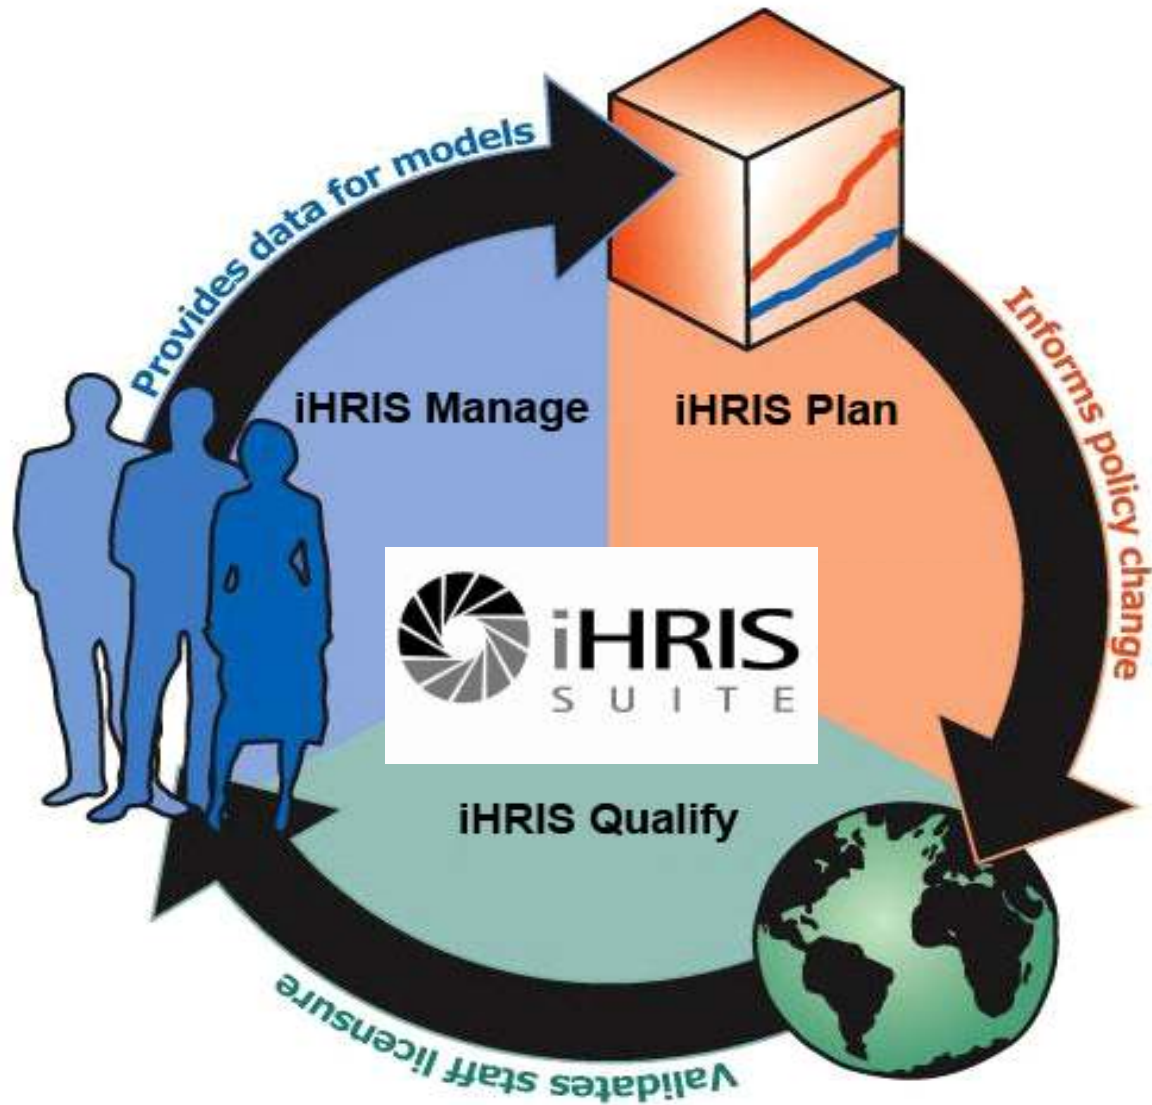 Provides data for models
Informs policy change
iHRIS Manage
iHRIS Plan
iHRIS
SUITE
iHRIS Qualify
Validates staff licensure